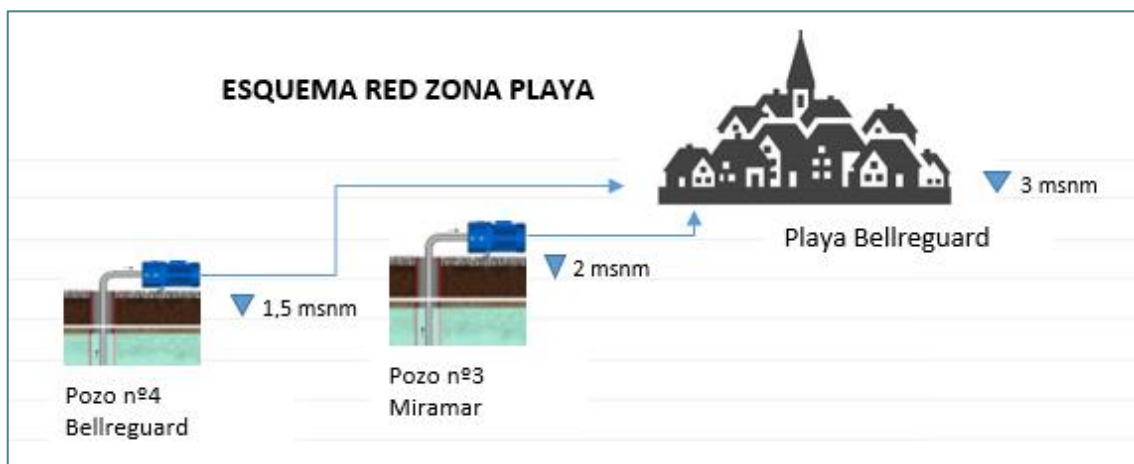 ESQUEMA RED ZONA PLAYA
3 msnm
Playa Bellreguard
2 msnm
1,5 msnm
Pozo nº3
Miramar
Pozo nº4
Bellreguard